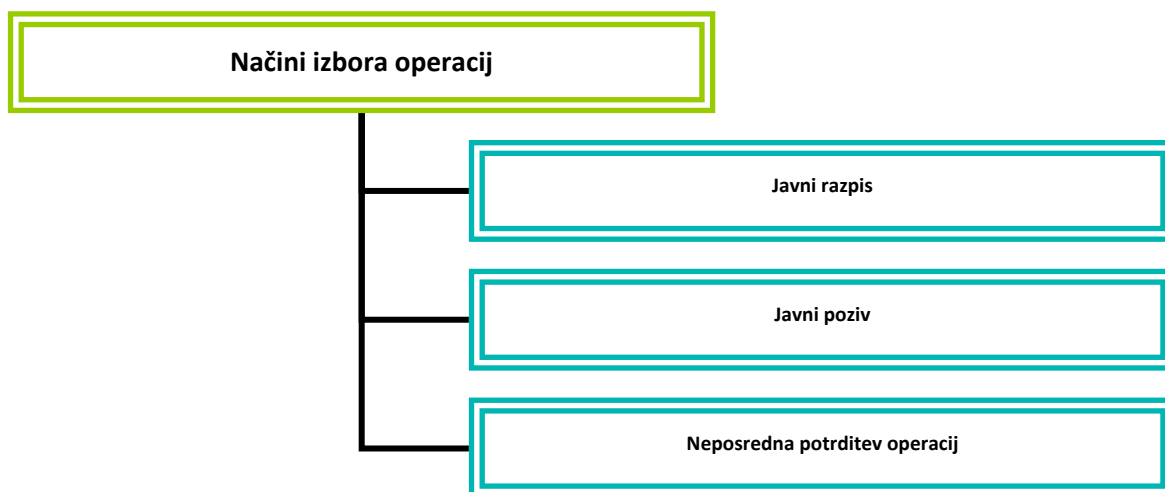 Načini izbora operacij
Javni razpis
Javni poziv
Neposredna potrditev operacij